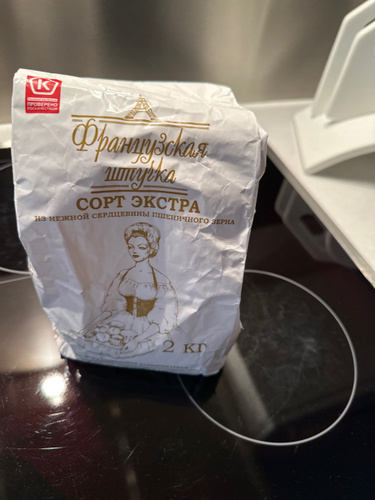 ПРОВЕРЕНО
Французская
штучка
СОРТ ЭКСТРА
ИЗ НЕЖНОЙ СЕРДЦЕВИНЫ ПШЕНИЧНОГО ЗЕРНА
2 КГ